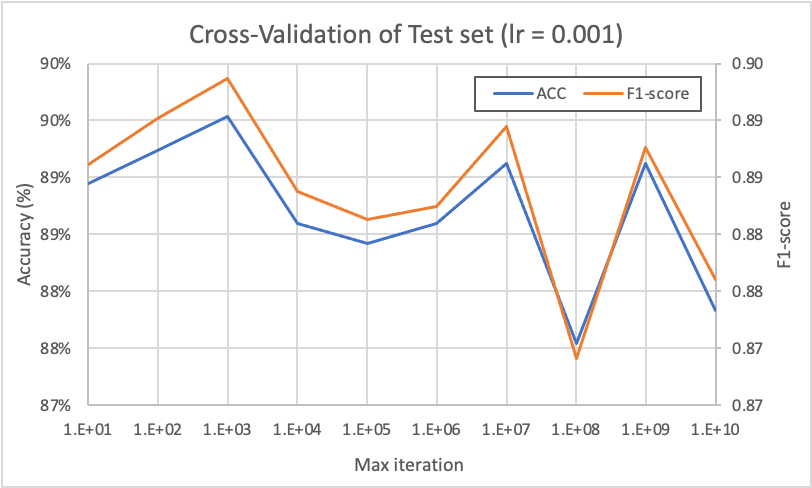 Cross-Validation of Test set (lr = 0.001)
90%
90%
89%
89%
88%
88%
87%
Accuracy (%)
ACC
F1-score
0.90
0.89
0.89
0.88
0.88
0.87
0.87
F1-score
1.E+01 1.E+02 1.E+03 1.E+04 1.E+05 1.E+06 1.E+07 1.E+08 1.E+09 1.E+10
Max iteration